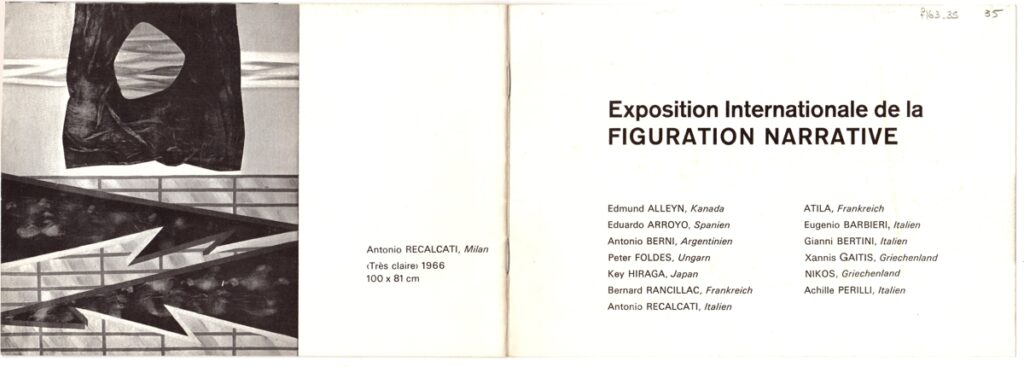 Antonio RECALCATI, Milan
‹Très claire› 1966
100 x 81 cm
35
Exposition Internationale de la
FIGURATION NARRATIVE
Edmund ALLEYN, Kanada
Eduardo ARROYO, Spanien
Antonio BERNI, Argentinien
Peter FOLDES, Ungarn
Key HIRAGA, Japan
Bernard RANCILLAC, Frankreich
Antonio RECALCATI, Italien
ATILA, Frankreich
Eugenio BARBIERI, Italien
Gianni BERTINI, Italien
Xannis GAITIS, Griechenland
NIKOS, Griechenland
Achille PERILLI, Italien